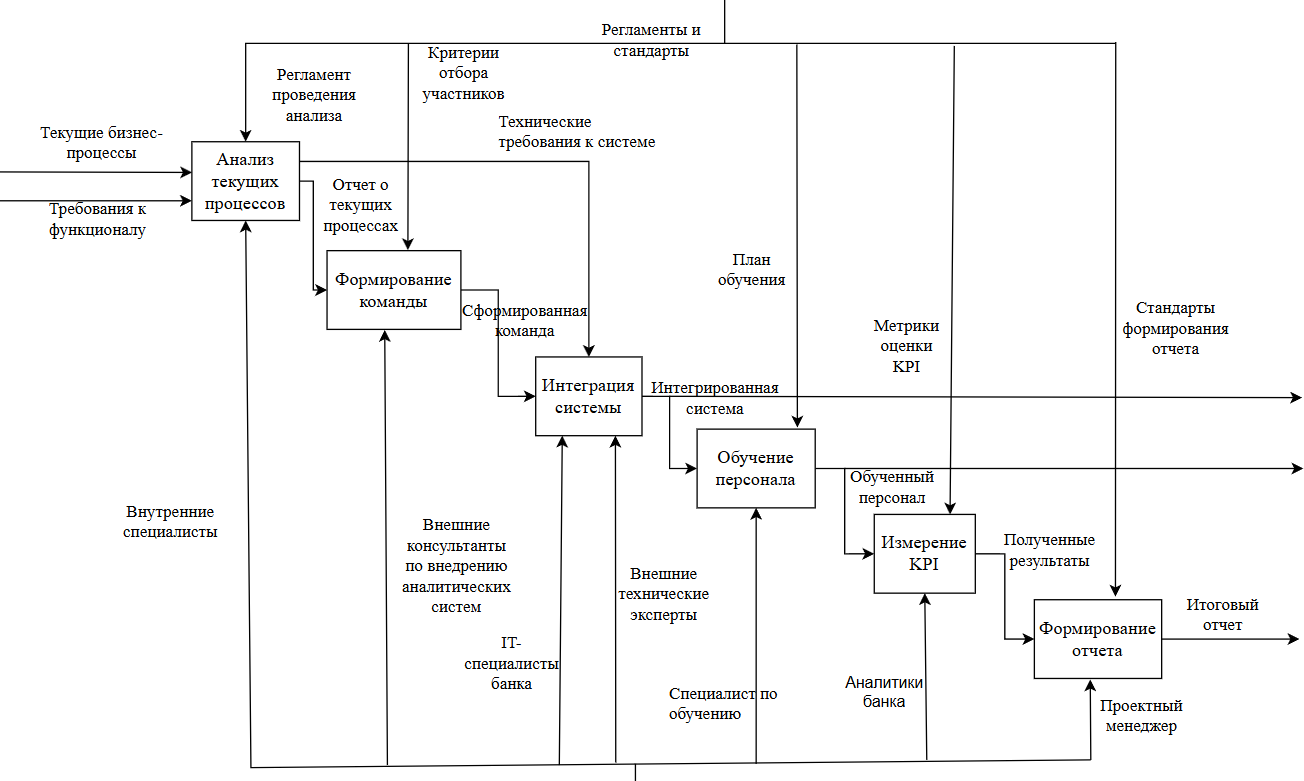 Регламенты и
стандарты
Критерии
отбора
участников
Регламент
проведения
анализа
Технические
требования к системе
Текущие бизнес-
процессы
Анализ
текущих
процессов
Требования к
функционалу
Отчет о
текущих
процессах
Формирование
команды
План
обучения
Сформированная
команда
Метрики
оценки
KPI
Стандарты
формирования
отчета
Интеграция
системы
Интегрированная
система
Обучение
персонала
Обученный
персонал
Внутренние
специалисты
Внешние
консультанты
по внедрению
аналитических
систем
Измерение
KPI
Полученные
результаты
Внешние
технические
эксперты
Формирование
отчета
Итоговый
отчет
IT-
специалисты
банка
Специалист по
обучению
Аналитики
банка
Проектный
менеджер